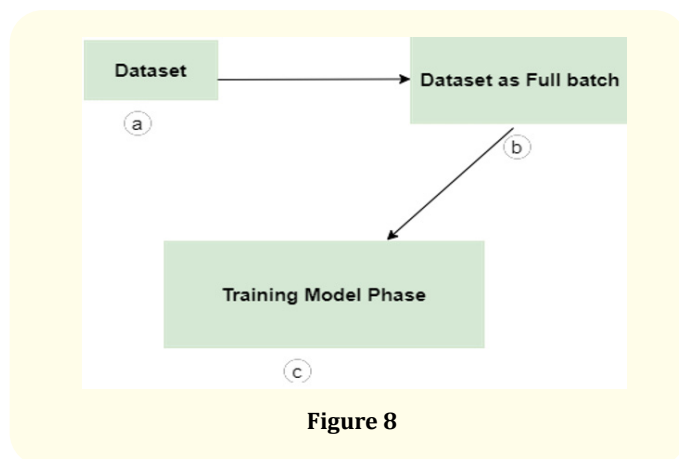 Dataset
Dataset as Full batch
a
b
Training Model Phase
c
Figure 8